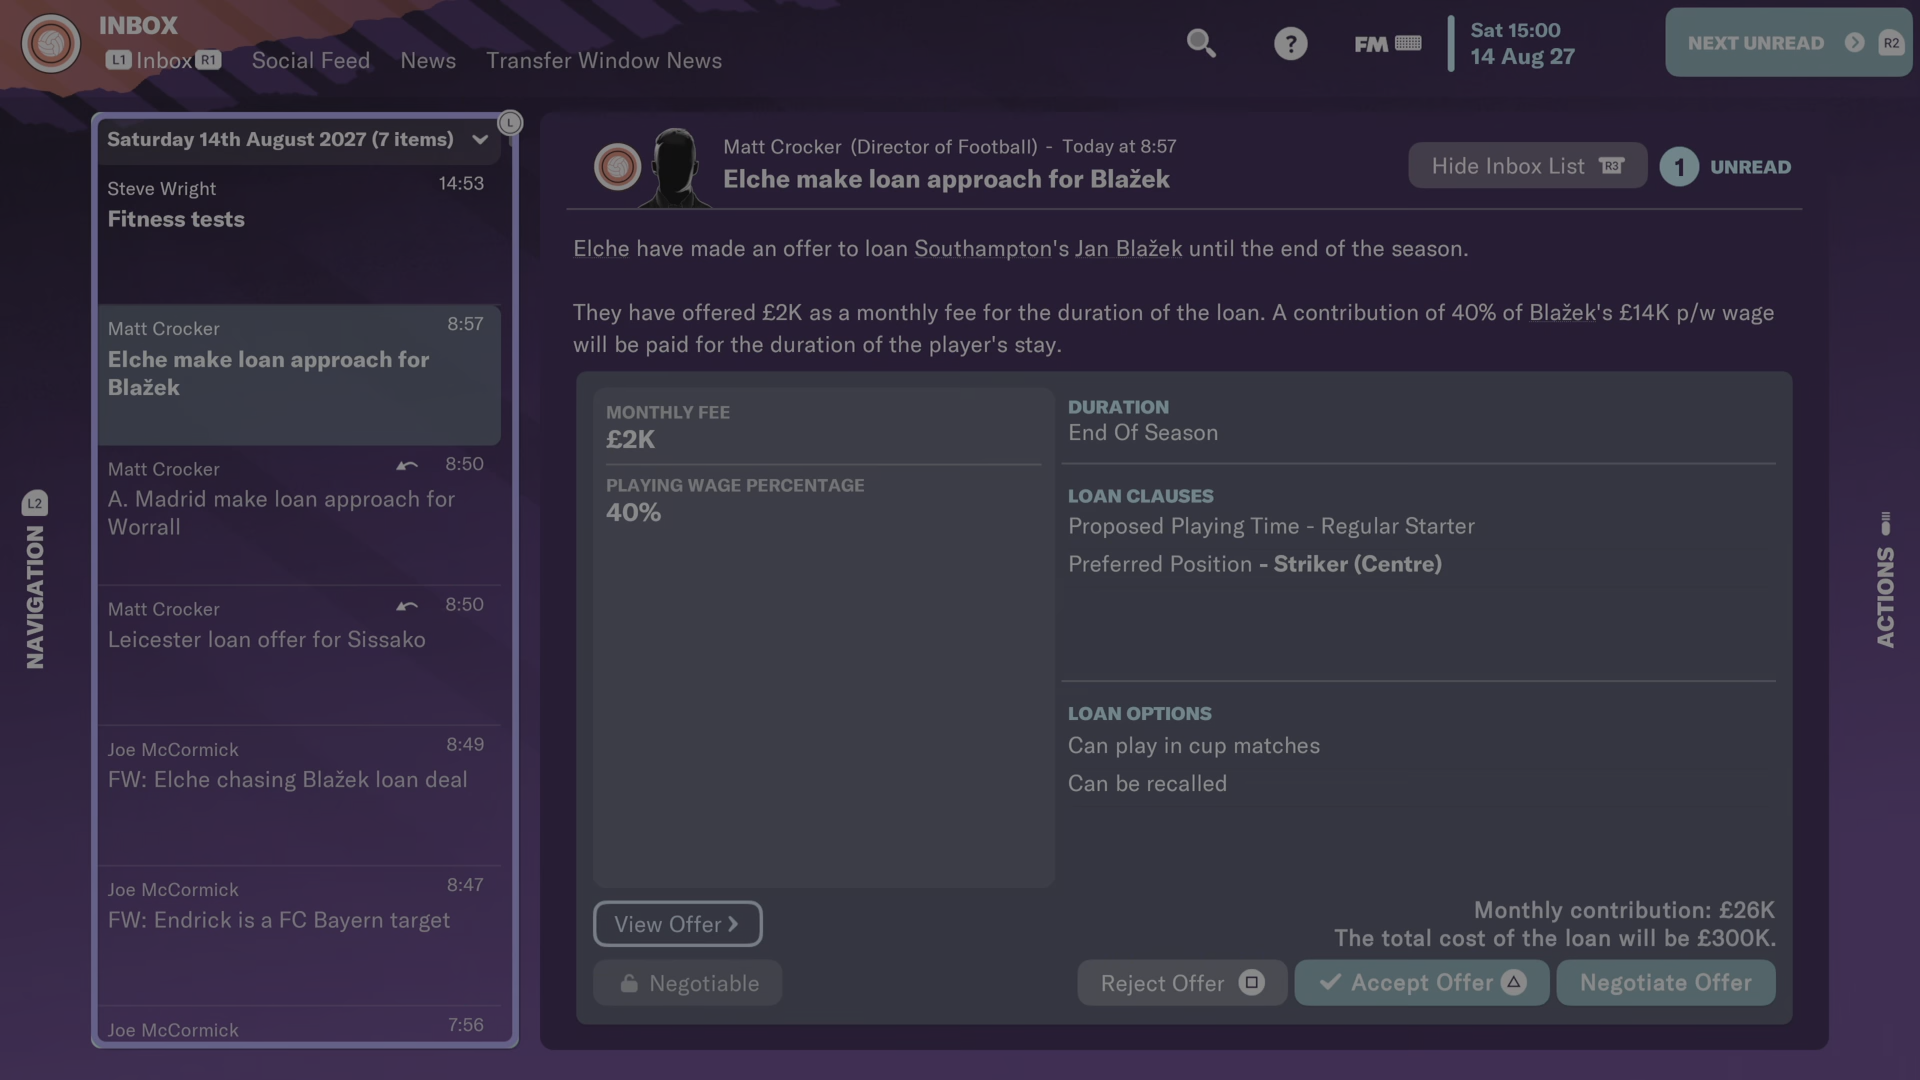 INBOX
L1 Inbox R1 Social Feed News Transfer Window News
? FM
Sat 15:00
14 Aug 27
NEXT UNREAD R2
Saturday 14th August 2027 (7 items)
L
Steve Wright 14:53
Fitness tests
Matt Crocker 8:57
Elche make loan approach for
Blažek
Matt Crocker 8:50
A. Madrid make loan approach for
Worrall
Matt Crocker 8:50
Leicester loan offer for Sissako
Joe McCormick 8:49
FW: Elche chasing Blažek loan deal
Joe McCormick 8:47
FW: Endrick is a FC Bayern target
Joe McCormick 7:56
NAVIGATION L2
Matt Crocker (Director of Football) - Today at 8:57
Elche make loan approach for Blažek
Hide Inbox List R3
1 UNREAD
Elche have made an offer to loan Southampton's Jan Blažek until the end of the season.
They have offered £2K as a monthly fee for the duration of the loan. A contribution of 40% of Blažek's £14K p/w wage
will be paid for the duration of the player's stay.
MONTHLY FEE
£2K
PLAYING WAGE PERCENTAGE
40%
DURATION
End Of Season
LOAN CLAUSES
Proposed Playing Time - Regular Starter
Preferred Position - Striker (Centre)
LOAN OPTIONS
Can play in cup matches
Can be recalled
View Offer
Monthly contribution: £26K
The total cost of the loan will be £300K.
Negotiable
Reject Offer
Accept Offer
Negotiate Offer
ACTIONS